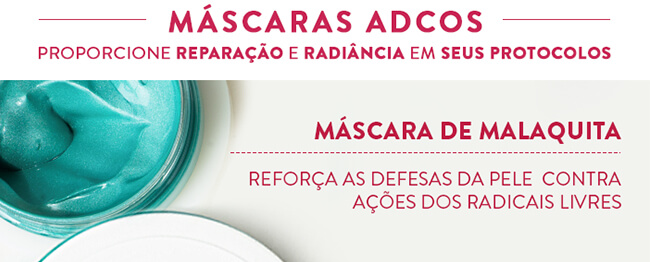 MÁSCARAS ADCOS
PROPORCIONE REPARAÇÃO E RADIÂNCIA EM SEUS PROTOCOLOS
MÁSCARA DE MALAQUITA
REFORÇA AS DEFESAS DA PELE CONTRA
AÇÕES DOS RADICAIS LIVRES